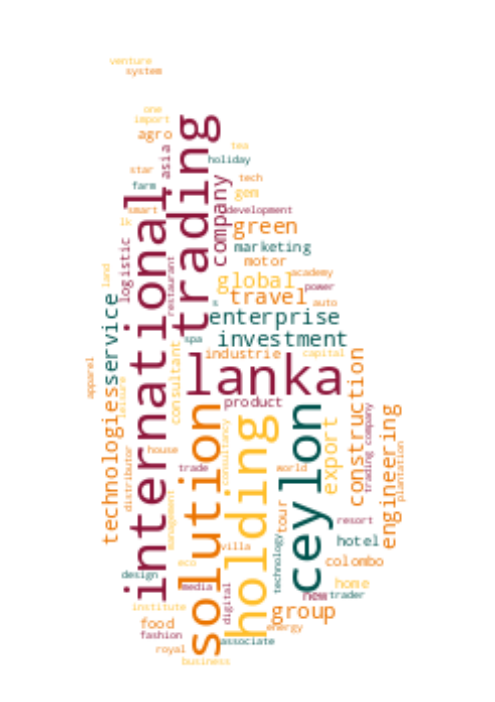 venture
system
one
import
agro
trading
tea
asia
holiday
star
tech
farm
company
gem
international
smart
development
lk
green
logistic
marketing
restaurant
motor
land
academy
global
power
travel
service
s
auto
enterprise
spa
investment
consultant
industrie
capital
apparel
lanka
leisure
construction
technologies
product
solution
ceylon
holding
export
trading company
engineering
plantation
distributor
house
consultancy
trade
world
management
tour
resort
technology
hotel
villa
eco
colombo
design
media
digital
home
new
trader
institute
group
food
energy
fashion
associate
royal
business